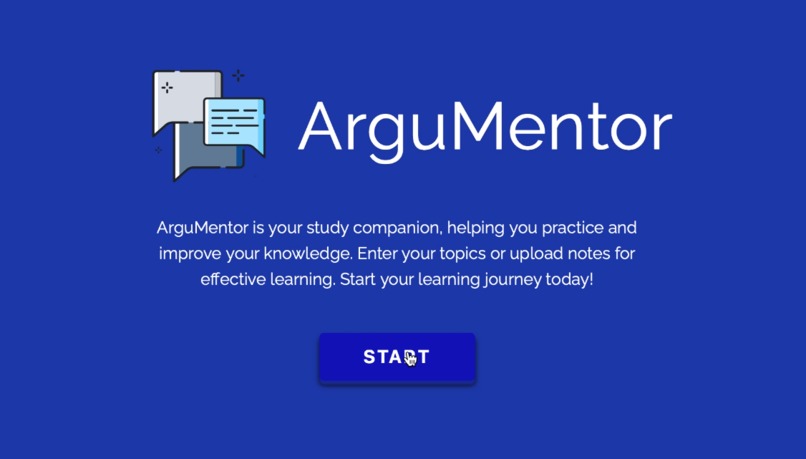 ArguMentor
ArguMentor is your study companion, helping you practice and
improve your knowledge. Enter your topics or upload notes for
effective learning. Start your learning journey today!
START